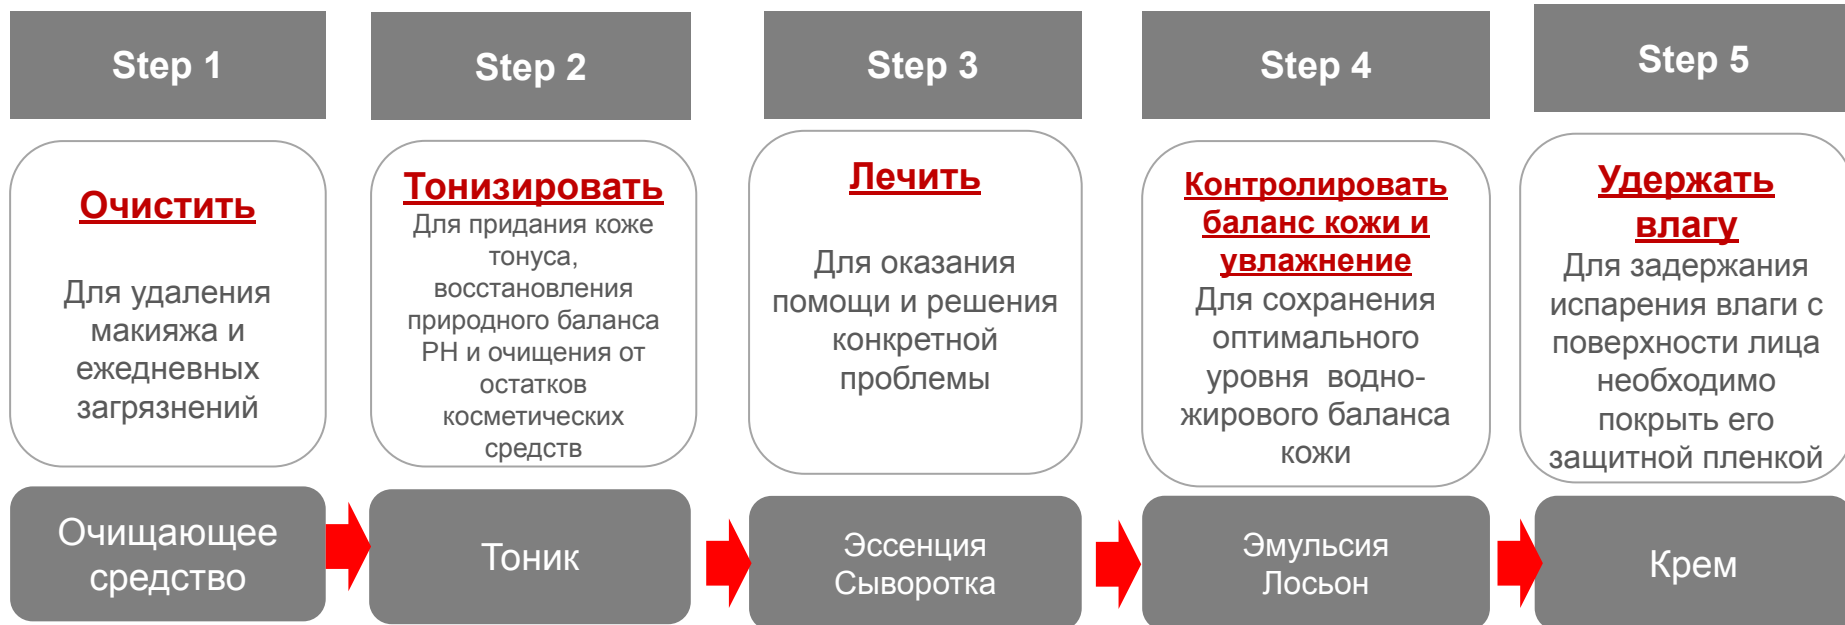 Step 1
Step 2
Step 3
Step 4
Step 5
Очистить
Для удаления
макияжа и
ежедневных
загрязнений
Тонизировать
Для придания коже
тонуса,
восстановления
природного баланса
РН и очищения от
остатков
косметических
средств
Лечить
Для оказания
помощи и решения
конкретной
проблемы
Контролировать
баланс кожи и
увлажнение
Для сохранения
оптимального
уровня водно-
жирового баланса
кожи
Удержать
влагу
Для задержания
испарения влаги с
поверхности лица
необходимо
покрыть его
защитной пленкой
Очищающее
средство
Тоник
Эссенция
Сыворотка
Эмульсия
Лосьон
Крем